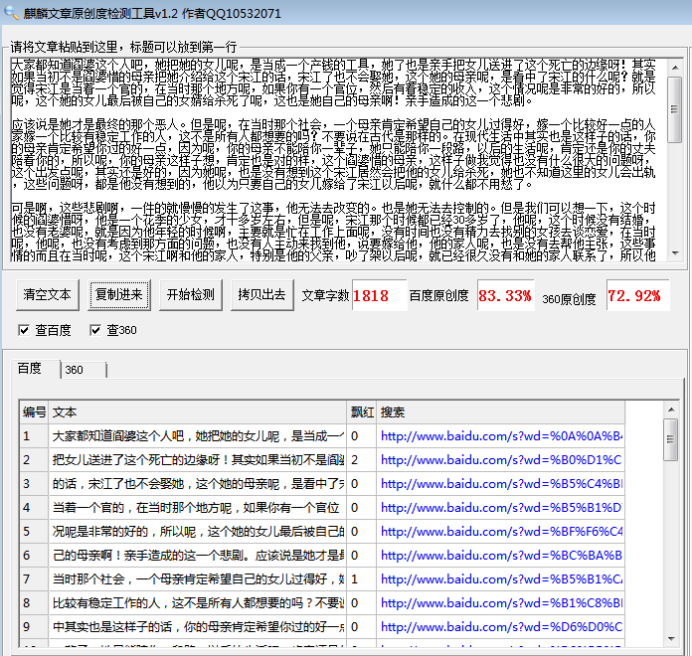 麒麟文章原创度检测工具v1.2 作者QQ10532071
请将文章粘贴到这里，标题可以放到第一行
大家都知道阎婆这个人吧，她把她的女儿呢，是当成一个产钱的工具，她了也是亲手把女儿送进了这个死亡的边缘呀！其实
如果当初不是阎婆惜的母亲把她介绍给这个宋江的话，宋江了也不会娶她，这个她的母亲呢，是看中了宋江的什么呢？就是
觉得宋江是当着一个官的，在当时那个地方呢，如果你有一个官位，然后有着稳定的收入，这个情况呢是非常的好的，所以
呢，这个女儿最后被自己的女婿给杀死了呢，这也是她自己的母亲啊！亲手造成的这一个悲剧。
应该说是她才是最终的那个恶人。但是呢，在当时那个社会，一个母亲肯定希望自己的女儿过得好，嫁一个比较好一点的人
家嫁一个比较有稳定工作的人，这不是所有人都想要的吗？不要说在古代是那样的。在现代生活中其实也是这样子的话，你
的母亲肯定希望你过的好一点，因为呢，你的母亲不能陪你一辈子，她只能陪你一段路，以后的生活呢，肯定还是你的丈夫
陪着你的，所以呢，你的母亲这样子想，肯定也是对的祥，这个阎婆惜的母亲，这样子做我觉得也没有什么很大的问题呀，
这个出发点呢，其实还是好的，因为她呢，也是没有想到这个宋江居然会把他的女儿给杀死，她也不知道这里的女儿会出轨
，这些问题呀，都是他没有想到的，他以为只要自己的女儿嫁给了宋江以后呢，就什么都不用愁了。
可是啊，这些悲剧啊，一件的就慢慢的发生了这事，他无法去改变的。也是她无法去控制的。但是我们可以想一下，这个时
候的阎婆惜呀，他是一个花季的少女，才十多岁左右，但是呢，宋江那个时候都已经30多岁了，他呢，这个时候没有结婚，
也没有老婆呢，就是因为他年轻的时候啊，主要就是忙在工作上面呢，没有时间也没有精力去找别的女孩去谈恋爱，在当时
呢，他呢，也没有考虑到那方面的问题，也没有人主动来找到他，说要嫁给他，他的家人呢，也是没有去帮他主张，这些事
情的而且在当时呢，这个宋江啊和他的家人，特别是他的父亲，吵了架以后呢，就已经很久没有和她的家人联系了，所以他
清空文本 复制进来 开始检测 拷贝出去 文章字数 1818 百度原创度 83.33% 360原创度 72.92%
查百度 查360
百度 360
编号 文本 飘红 搜索
1 大家都知道阎婆这个人吧，她把她的女儿呢，是当成一个 0 http://www.baidu.com/s?wd=%0A%0A%B4
2 把女儿送进了这个死亡的边缘呀！其实如果当初不是阎婆 2 http://www.baidu.com/s?wd=%B0%D1%C
3 的话，宋江了也不会娶她，这个她的母亲呢，是看中了宋 0 http://www.baidu.com/s?wd=%B5%C4%B
4 当着一个官的，在当时那个地方呢，如果你有一个官位 0 http://www.baidu.com/s?wd=%B5%B1%D
5 况呢是非常的好的，所以呢，这个她的女儿最后被自己的 0 http://www.baidu.com/s?wd=%BF%F6%C4
6 己的母亲啊！亲手造成的这一个悲剧。应该说是她才是最 0 http://www.baidu.com/s?wd=%BC%BA%B
7 当时那个社会，一个母亲肯定希望自己的女儿过得好，嫁 1 http://www.baidu.com/s?wd=%B5%B1%C
8 比较有稳定工作的人，这不是所有人都想要的吗？不要说 0 http://www.baidu.com/s?wd=%B1%C8%B
9 中其实也是这样子的话，你的母亲肯定希望你过的好一点 0 http://www.baidu.com/s?wd=%D6%D0%C